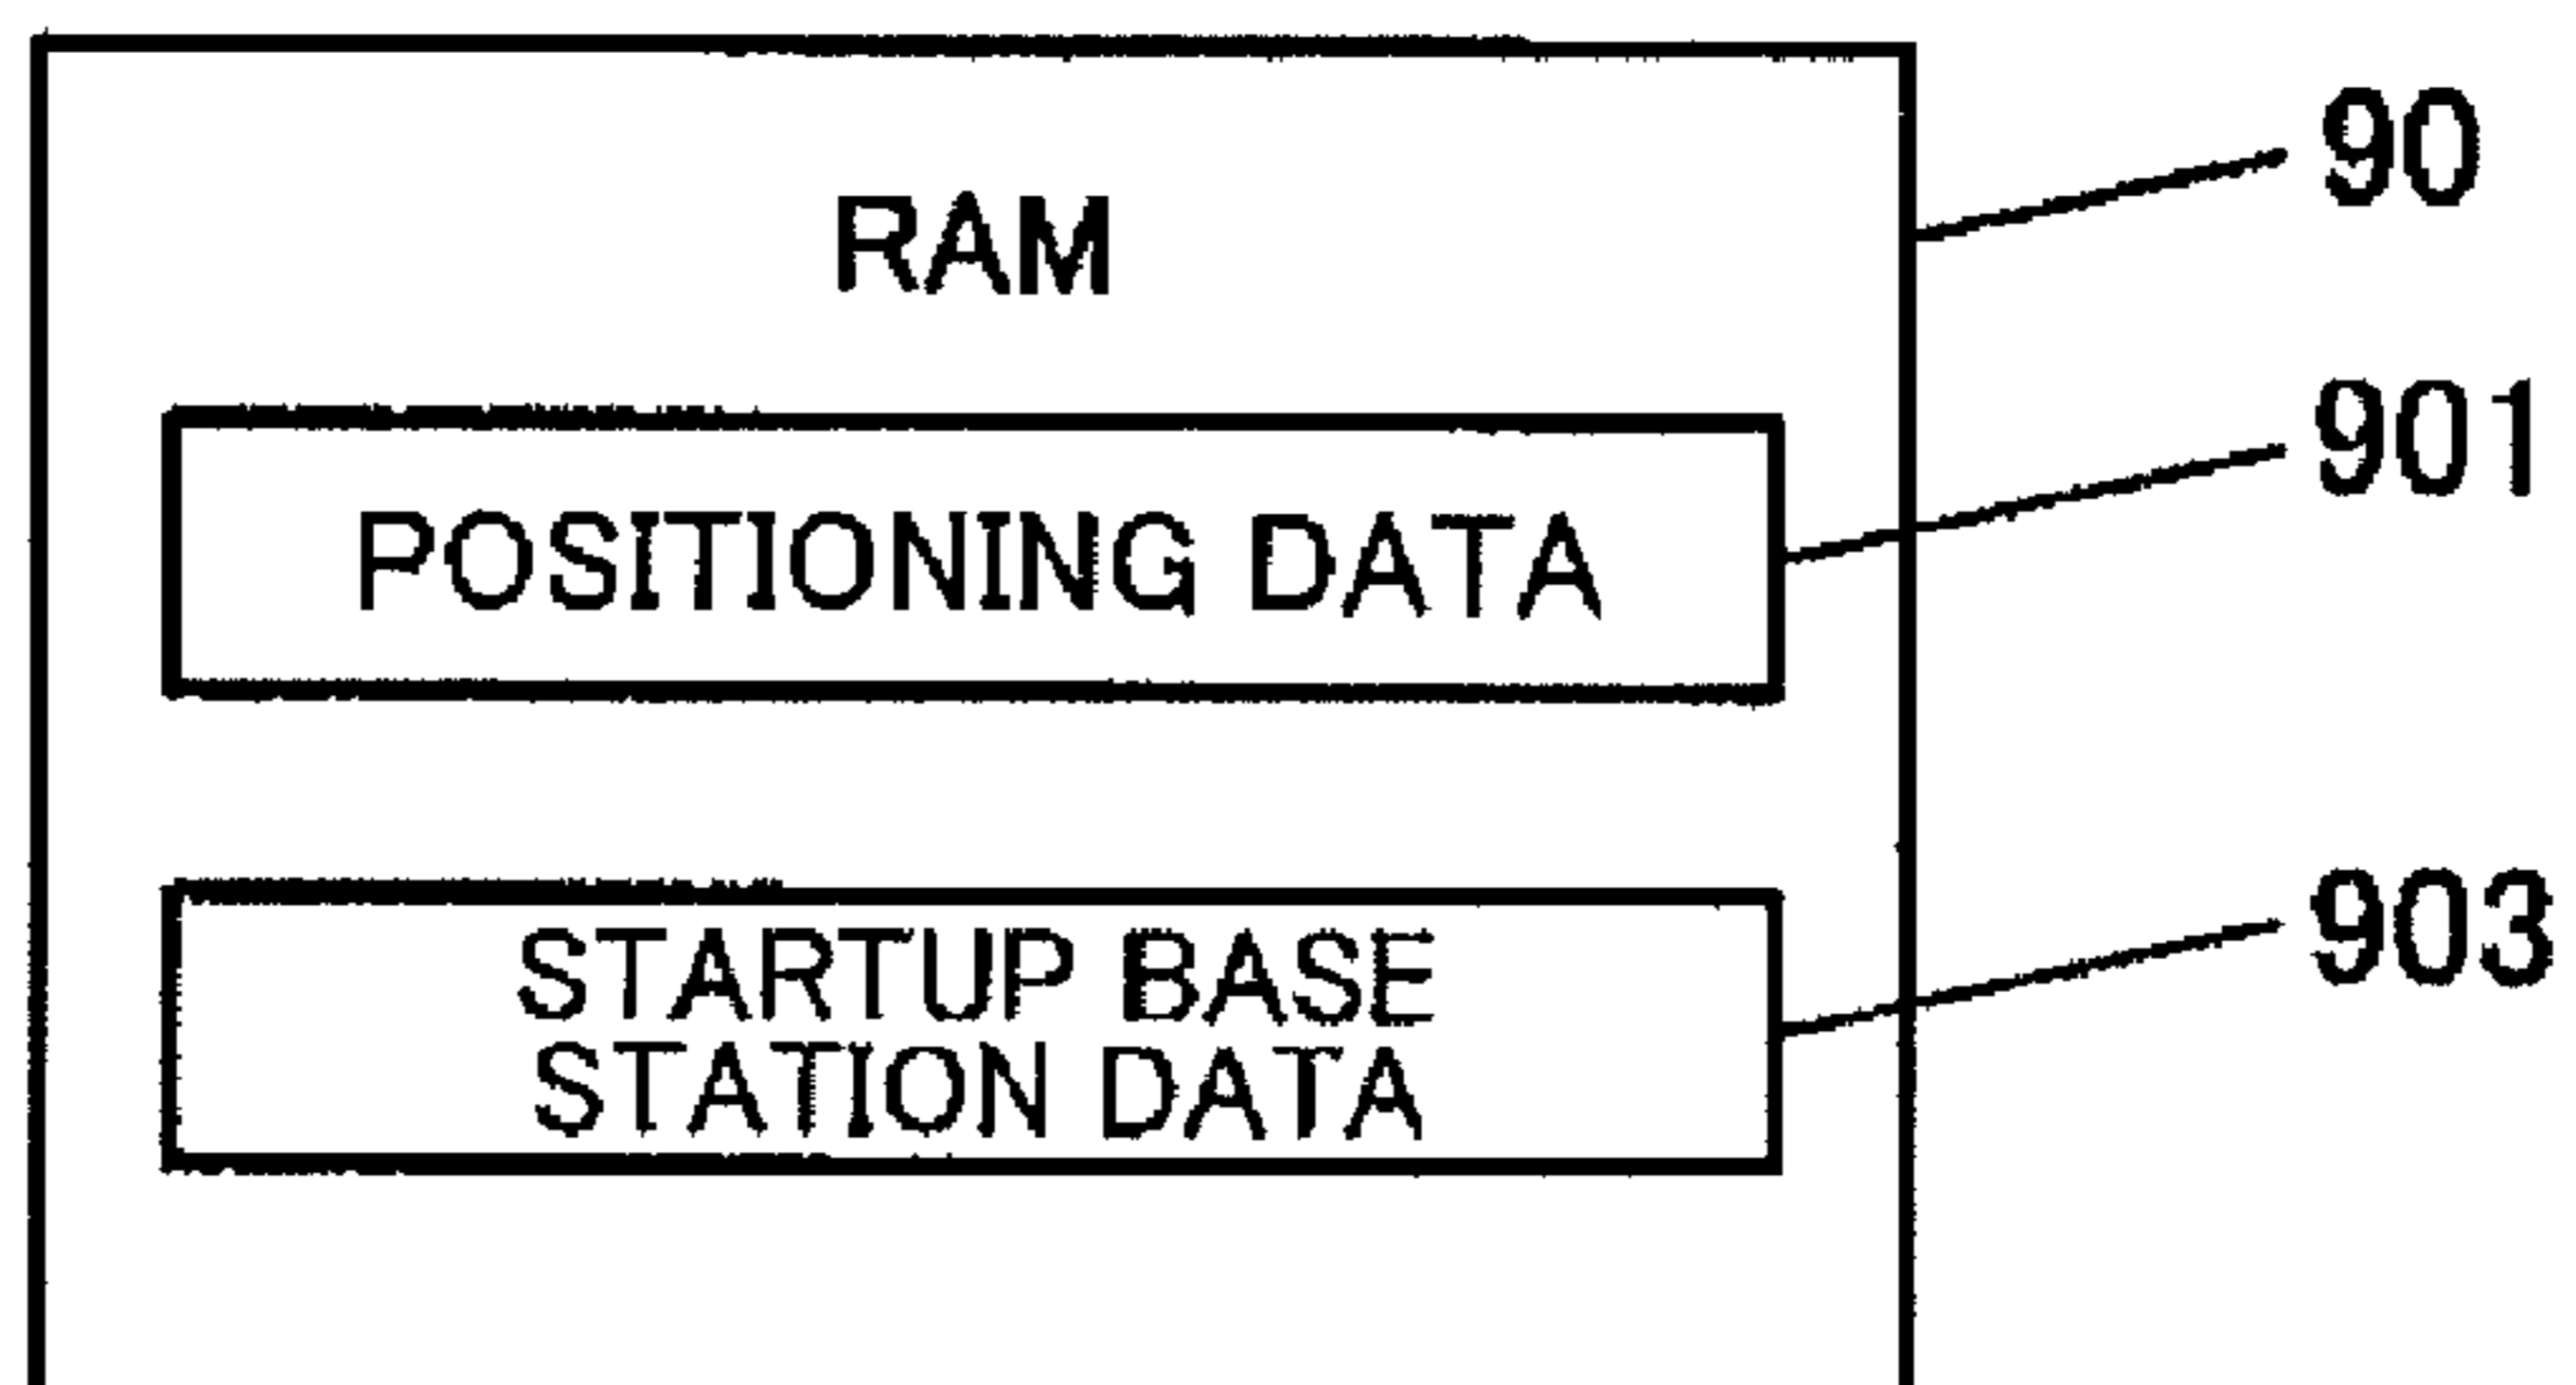 RAM
90
POSITIONING DATA
901
STARTUP BASE
STATION DATA
903